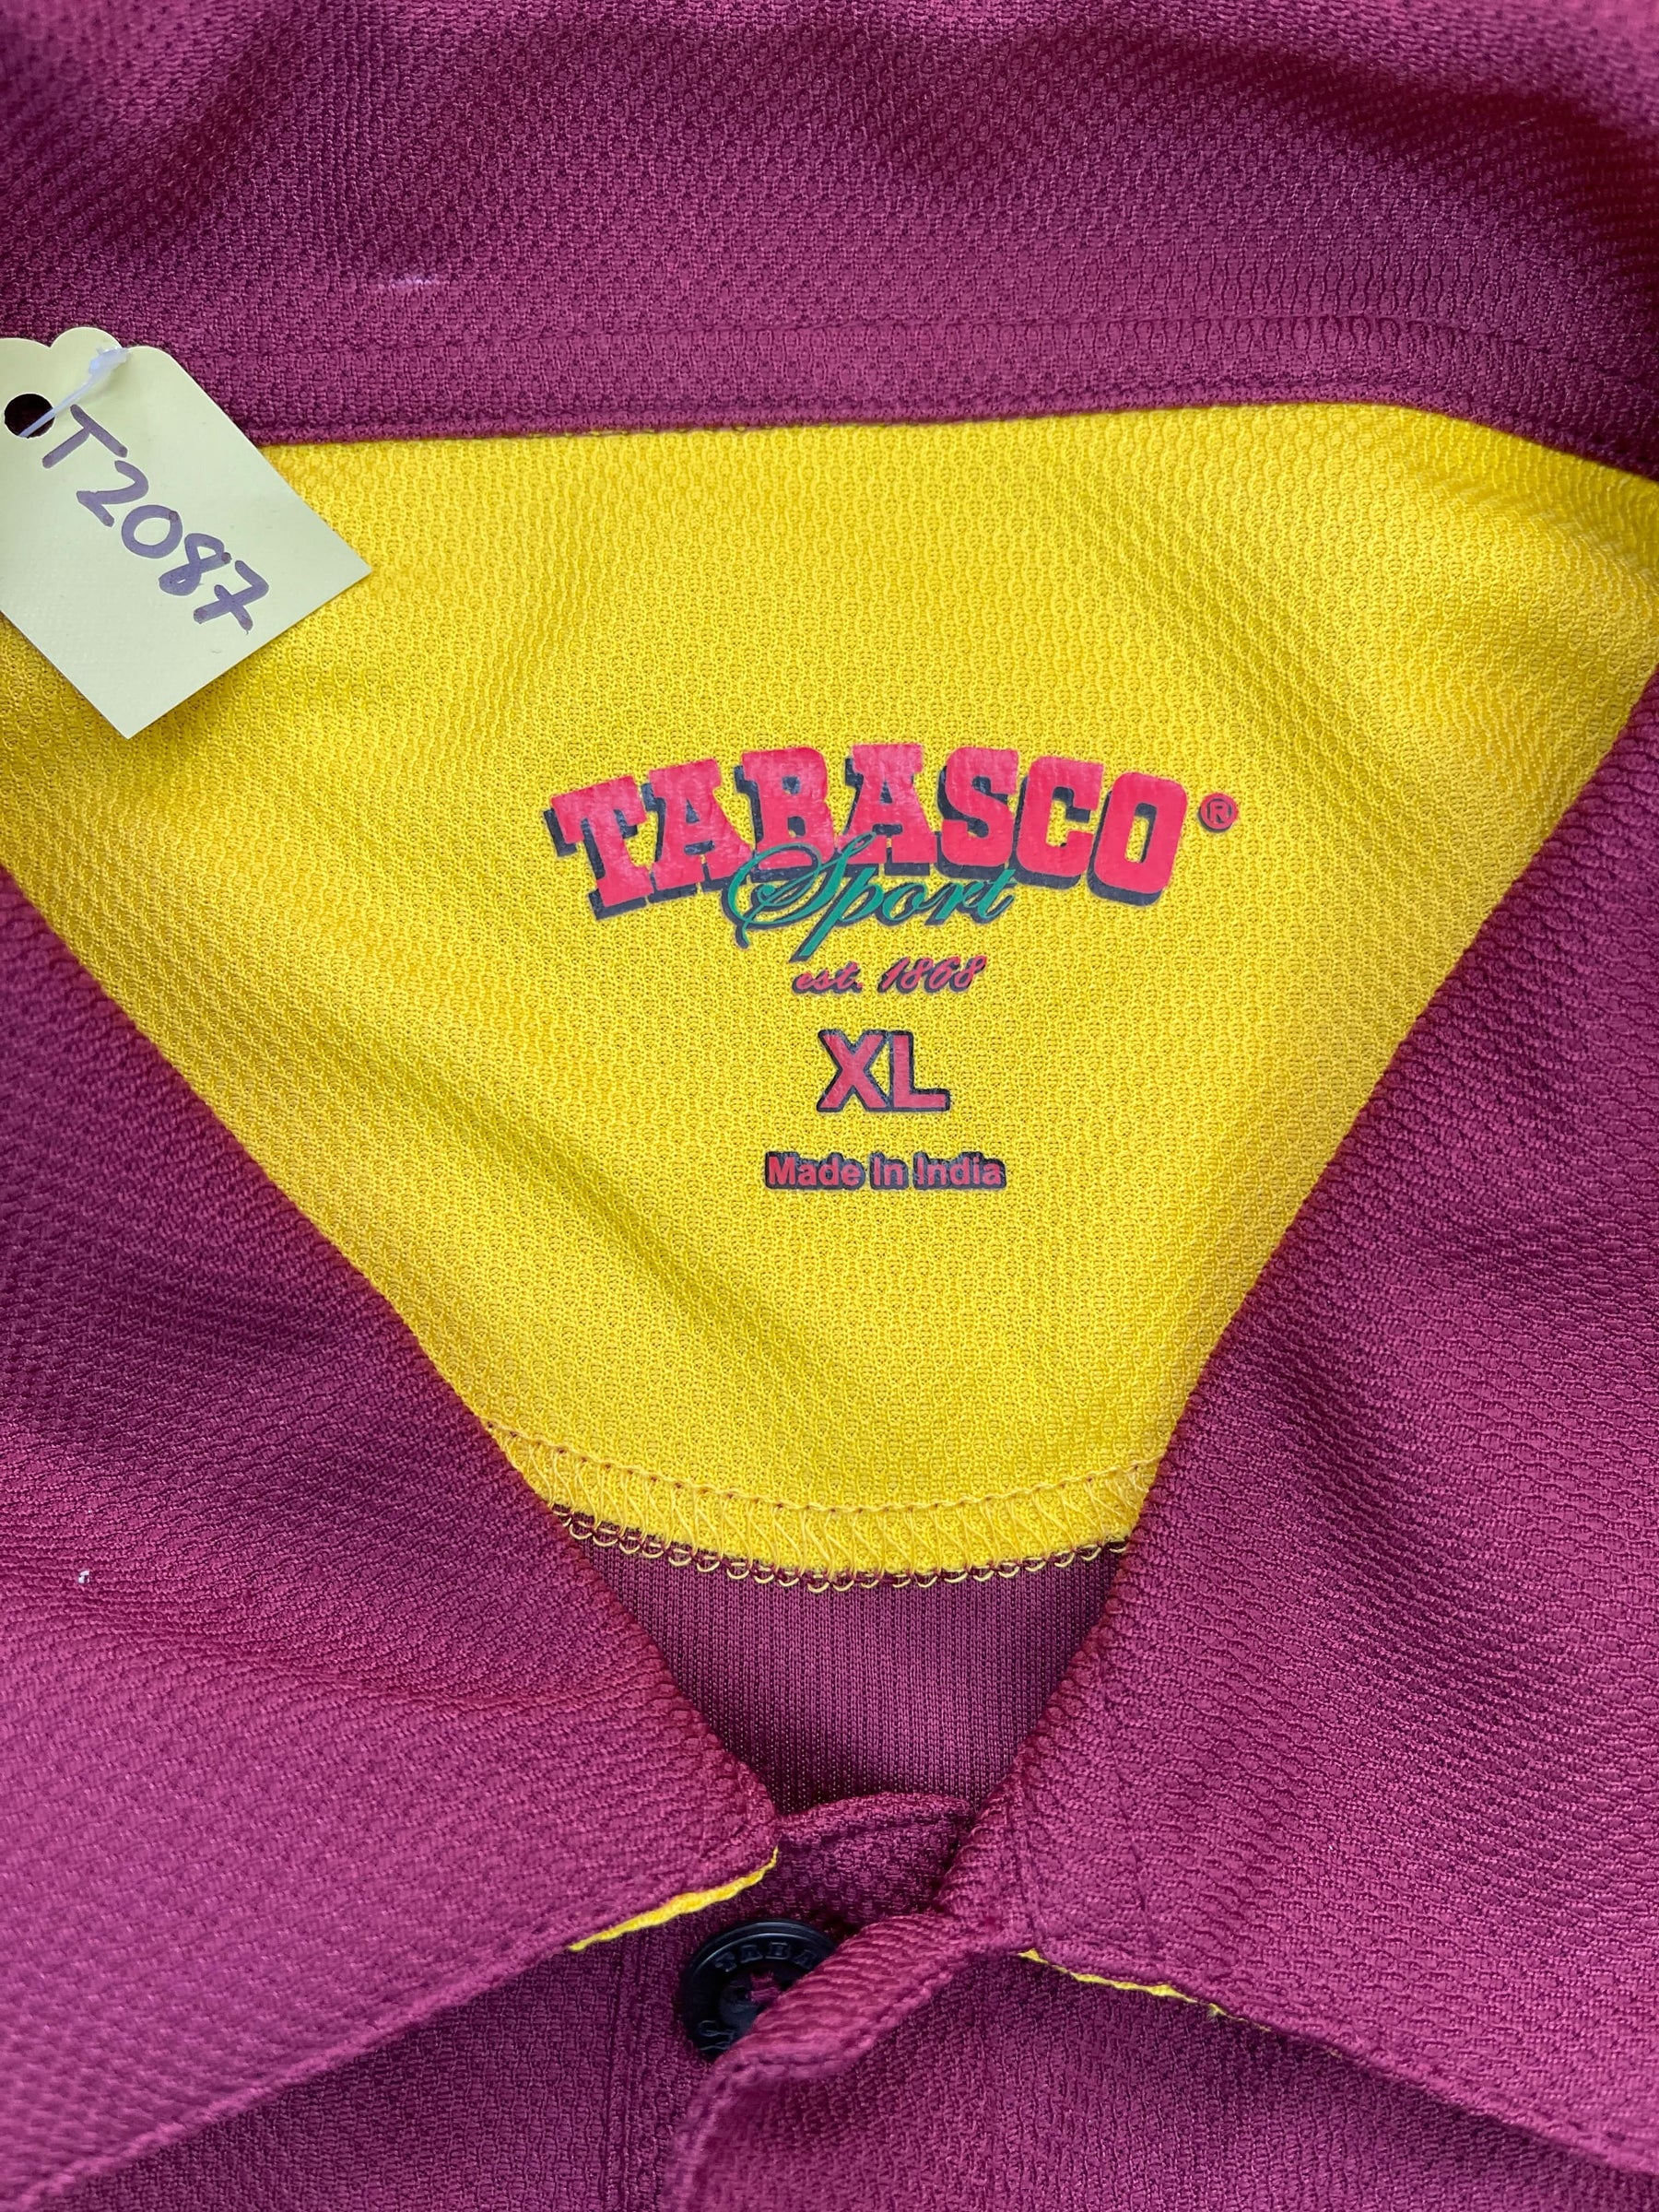 T2087
TABASCO®
Sport
est. 1868
XL
Made In India